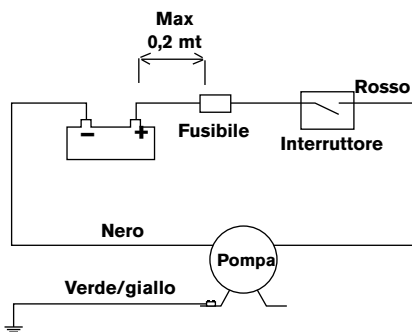 Max
0,2 mt
Rosso
− +
Fusibile
Interruttore
Nero
Pompa
Verde/giallo